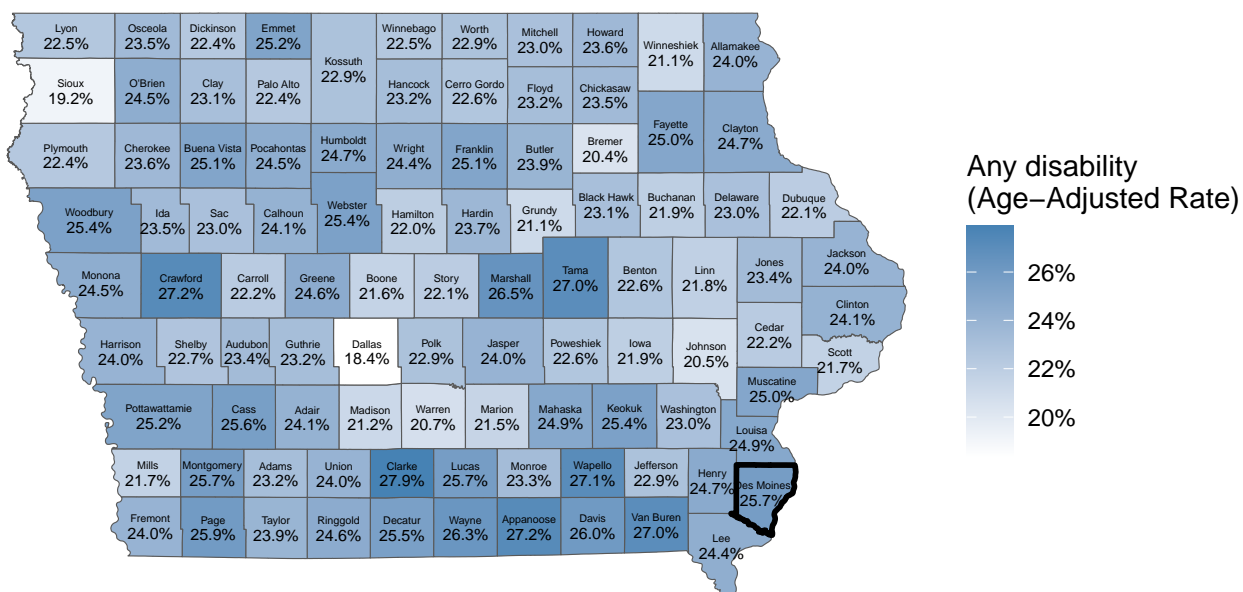 Lyon
22.5%
Osceola
23.5%
Dickinson
22.4%
Emmet
25.2%
Kossuth
22.9%
Winnebago
22.5%
Worth
22.9%
Mitchell
23.0%
Howard
23.6%
Winneshiek
21.1%
Allamakee
24.0%
Sioux
19.2%
O'Brien
24.5%
Clay
23.1%
Palo Alto
22.4%
Hancock
23.2%
Cerro Gordo
22.6%
Floyd
23.2%
Chickasaw
23.5%
Plymouth
22.4%
Cherokee
23.6%
Buena Vista
25.1%
Pocahontas
24.5%
Humboldt
24.7%
Wright
24.4%
Franklin
25.1%
Butler
23.9%
Bremer
20.4%
Fayette
25.0%
Clayton
24.7%
Woodbury
25.4%
Ida
23.5%
Sac
23.0%
Calhoun
24.1%
Webster
25.4%
Hamilton
22.0%
Hardin
23.7%
Grundy
21.1%
Black Hawk
23.1%
Buchanan
21.9%
Delaware
23.0%
Dubuque
22.1%
Monona
24.5%
Crawford
27.2%
Carroll
22.2%
Greene
24.6%
Boone
21.6%
Story
22.1%
Marshall
26.5%
Tama
27.0%
Benton
22.6%
Linn
21.8%
Jones
23.4%
Jackson
24.0%
Clinton
24.1%
Harrison
24.0%
Shelby
22.7%
Audubon
23.4%
Guthrie
23.2%
Dallas
18.4%
Polk
22.9%
Jasper
24.0%
Poweshiek
22.6%
Iowa
21.9%
Johnson
20.5%
Cedar
22.2%
Scott
21.7%
Muscatine
25.0%
Pottawattamie
25.2%
Cass
25.6%
Adair
24.1%
Madison
21.2%
Warren
20.7%
Marion
21.5%
Mahaska
24.9%
Keokuk
25.4%
Washington
23.0%
Louisa
24.9%
Mills
21.7%
Montgomery
25.7%
Adams
23.2%
Union
24.0%
Clarke
27.9%
Lucas
25.7%
Monroe
23.3%
Wapello
27.1%
Jefferson
22.9%
Henry
24.7%
Des Moines
25.7%
Fremont
24.0%
Page
25.9%
Taylor
23.9%
Ringgold
24.6%
Decatur
25.5%
Wayne
26.3%
Appanoose
27.2%
Davis
26.0%
Van Buren
27.0%
Lee
24.4%
Any disability
(Age−Adjusted Rate)
26%
24%
22%
20%